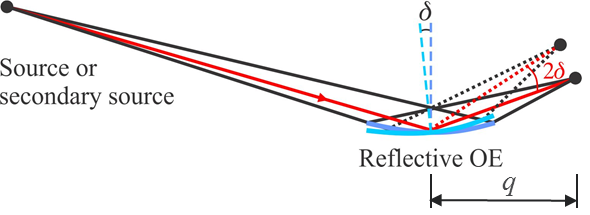 δ
2δ
Source or
secondary source
Reflective OE
q